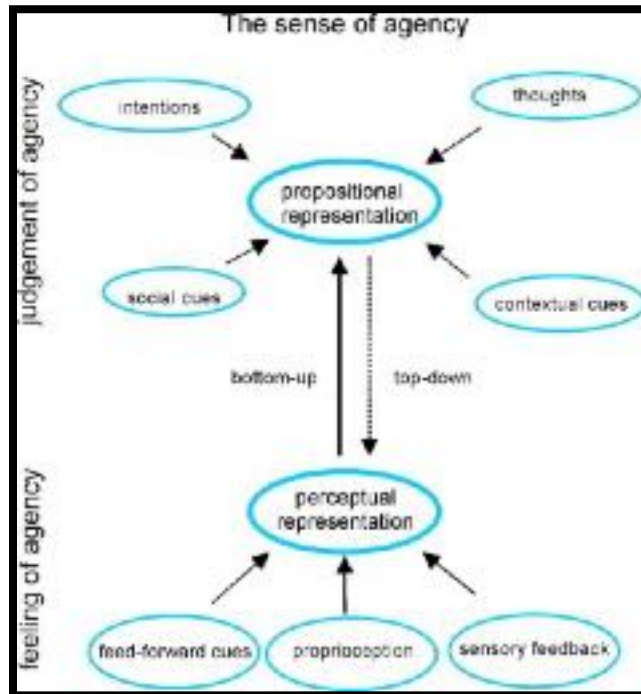 The sense of agency
judgement of agency
intentions
thoughts
propositional
representation
social cues
contextual cues
bottom-up
top-down
feeling of agency
perceptual
representation
feed-forward cues
proprioception
sensory feedback